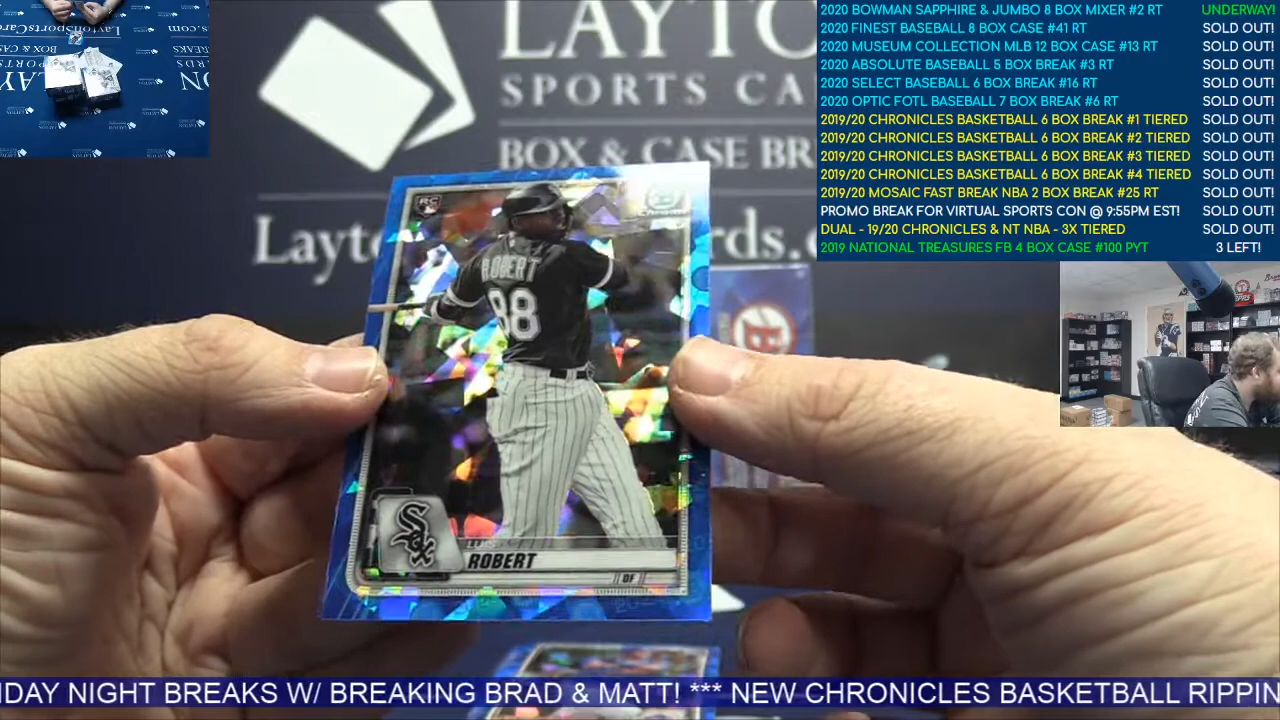 2020 BOWMAN SAPPHIRE & JUMBO 8 BOX MIXER #2 RT UNDERWAY!
2020 FINEST BASEBALL 8 BOX CASE #41 RT SOLD OUT!
2020 MUSEUM COLLECTION MLB 12 BOX CASE #13 RT SOLD OUT!
2020 ABSOLUTE BASEBALL 5 BOX BREAK #3 RT SOLD OUT!
2020 SELECT BASEBALL 6 BOX BREAK #16 RT SOLD OUT!
2020 OPTIC FOTL BASEBALL 7 BOX BREAK #6 RT SOLD OUT!
2019/20 CHRONICLES BASKETBALL 6 BOX BREAK #1 TIERED SOLD OUT!
2019/20 CHRONICLES BASKETBALL 6 BOX BREAK #2 TIERED SOLD OUT!
2019/20 CHRONICLES BASKETBALL 6 BOX BREAK #3 TIERED SOLD OUT!
2019/20 CHRONICLES BASKETBALL 6 BOX BREAK #4 TIERED SOLD OUT!
2019/20 MOSAIC FAST BREAK NBA 2 BOX BREAK #25 RT SOLD OUT!
PROMO BREAK FOR VIRTUAL SPORTS CON @ 9:55PM EST! SOLD OUT!
DUAL - 19/20 CHRONICLES & NT NBA - 3X TIERED SOLD OUT!
2019 NATIONAL TREASURES FB 4 BOX CASE #100 PYT 3 LEFT!
LAYTO
SPORTS CA
BOX & CASE BR
Layto rds.c
RC
ROBERT
88
Sox
LUIS
ROBERT
OF
B
IDAY NIGHT BREAKS W/ BREAKING BRAD & MATT! *** NEW CHRONICLES BASKETBALL RIPPIN